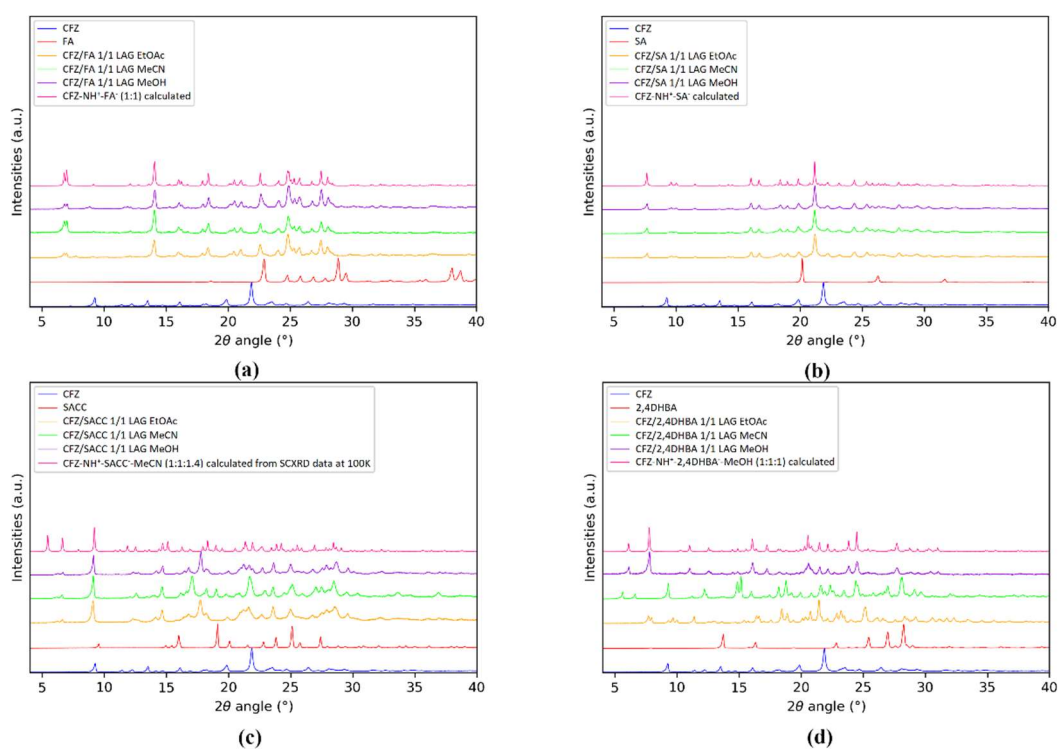 CFZ
FA
CFZ/FA 1/1 LAG EtOAc
CFZ/FA 1/1 LAG MeCN
CFZ/FA 1/1 LAG MeOH
CFZ-NH⁺-FA⁻ (1:1) calculated
Intensities (a.u.)
5 10 15 20 25 30 35 40
2θ angle (°)
(a)
CFZ
SA
CFZ/SA 1/1 LAG EtOAc
CFZ/SA 1/1 LAG MeCN
CFZ/SA 1/1 LAG MeOH
CFZ-NH⁺-SA⁻ calculated
Intensities (a.u.)
5 10 15 20 25 30 35 40
2θ angle (°)
(b)
CFZ
SACC
CFZ/SACC 1/1 LAG EtOAc
CFZ/SACC 1/1 LAG MeCN
CFZ/SACC 1/1 LAG MeOH
CFZ-NH⁺-SACC⁻-MeCN (1:1:1.4) calculated from SCXRD data at 100K
Intensities (a.u.)
5 10 15 20 25 30 35 40
2θ angle (°)
(c)
CFZ
2,4DHBA
CFZ/2,4DHBA 1/1 LAG EtOAc
CFZ/2,4DHBA 1/1 LAG MeCN
CFZ/2,4DHBA 1/1 LAG MeOH
CFZ-NH⁺-2,4DHBA⁻-MeOH (1:1:1) calculated
Intensities (a.u.)
5 10 15 20 25 30 35 40
2θ angle (°)
(d)